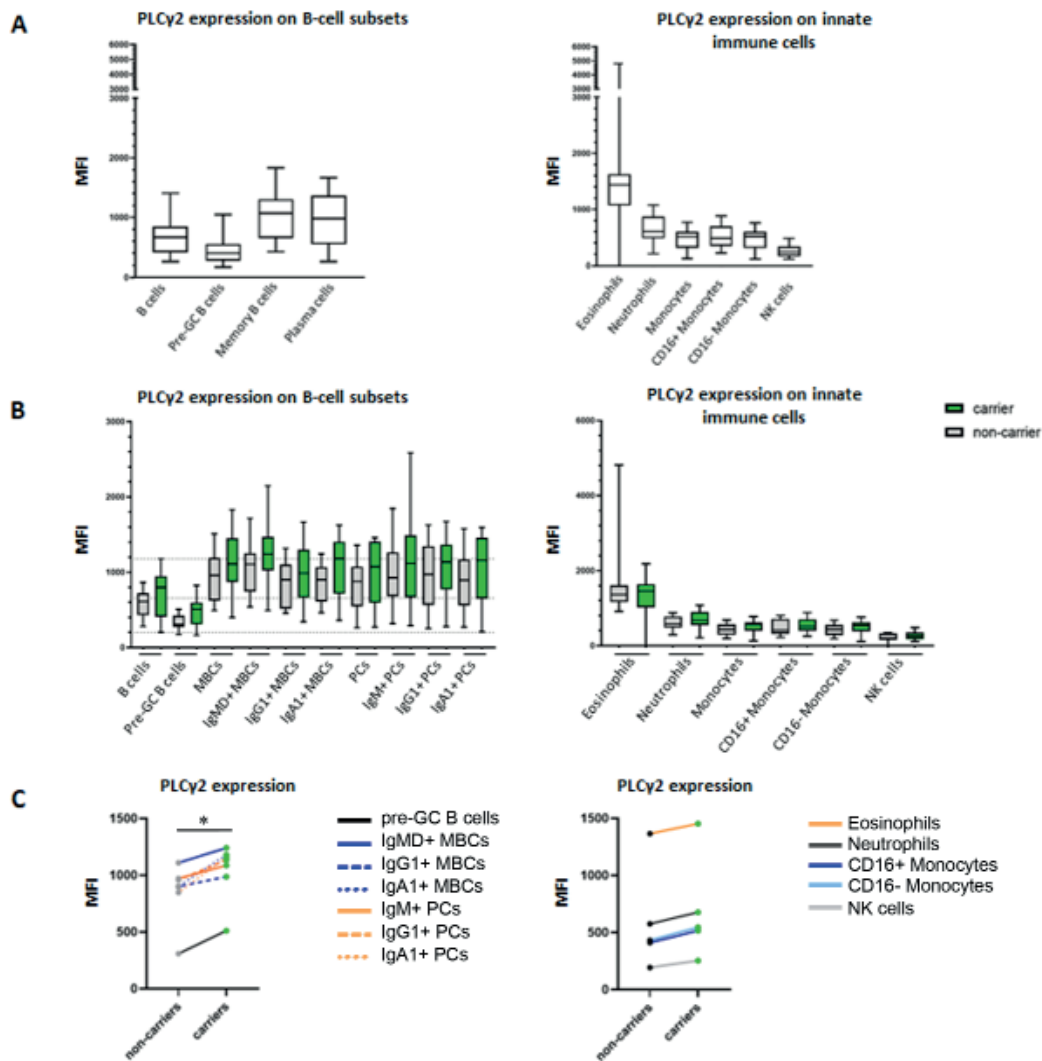 A
PLCy2 expression on B-cell subsets
MFI
6000
5000
4000
3000
3000
2000
1000
0
B cells
Pre-GC B cells
Memory B cells
Plasma cells
PLCy2 expression on innate
immune cells
MFI
6000
5000
4000
3000
3000
2000
1000
0
Eosinophils
Neutrophils
Monocytes
CD16+ Monocytes
CD16- Monocytes
NK cells
B
PLCy2 expression on B-cell subsets
MFI
3000
2000
1000
0
B cells
Pre-GC B cells
MBCs
IgMD+ MBCs
IgG1+ MBCs
IgA1+ MBCs
PCs
IgM+ PCs
IgG1+ PCs
IgA1+ PCs
PLCy2 expression on innate
immune cells
MFI
6000
4000
2000
0
Eosinophils
Neutrophils
Monocytes
CD16+ Monocytes
CD16- Monocytes
NK cells
carrier
non-carrier
C
PLCy2 expression
MFI
1500
1000
500
0
*
non-carriers
carriers
pre-GC B cells
IgMD+ MBCs
IgG1+ MBCs
IgA1+ MBCs
IgM+ PCs
IgG1+ PCs
IgA1+ PCs
PLCy2 expression
MFI
1500
1000
500
0
non-carriers
carriers
Eosinophils
Neutrophils
CD16+ Monocytes
CD16- Monocytes
NK cells